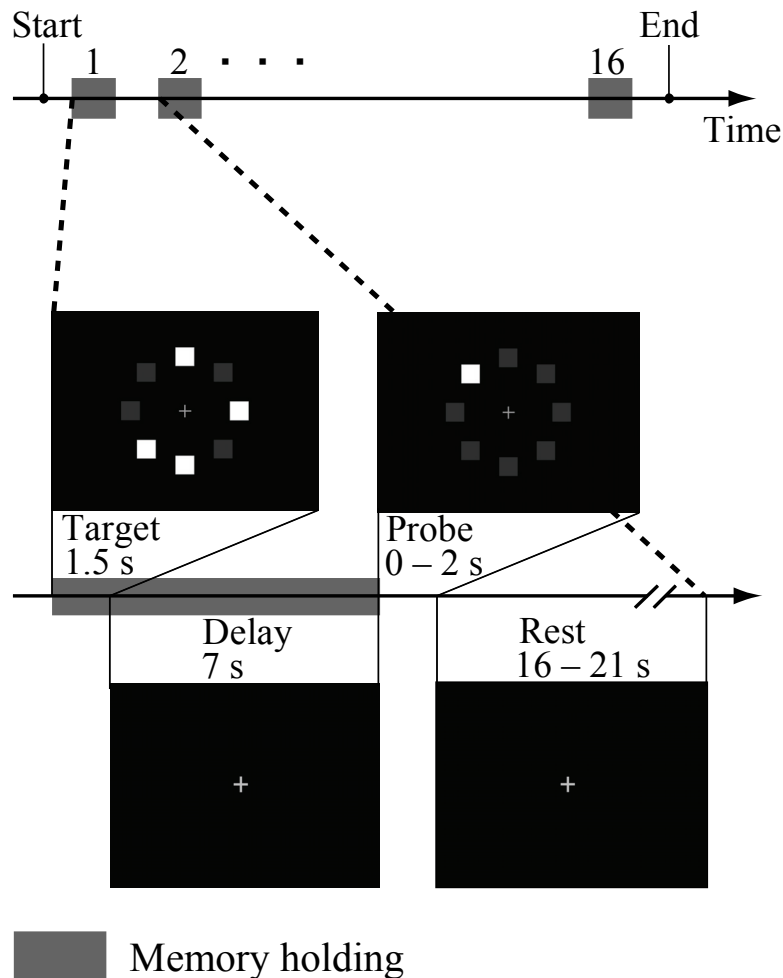 Start
End
1
2
. . .
16
Time
Target
1.5 s
Probe
0 – 2 s
Delay
7 s
Rest
16 – 21 s
Memory holding